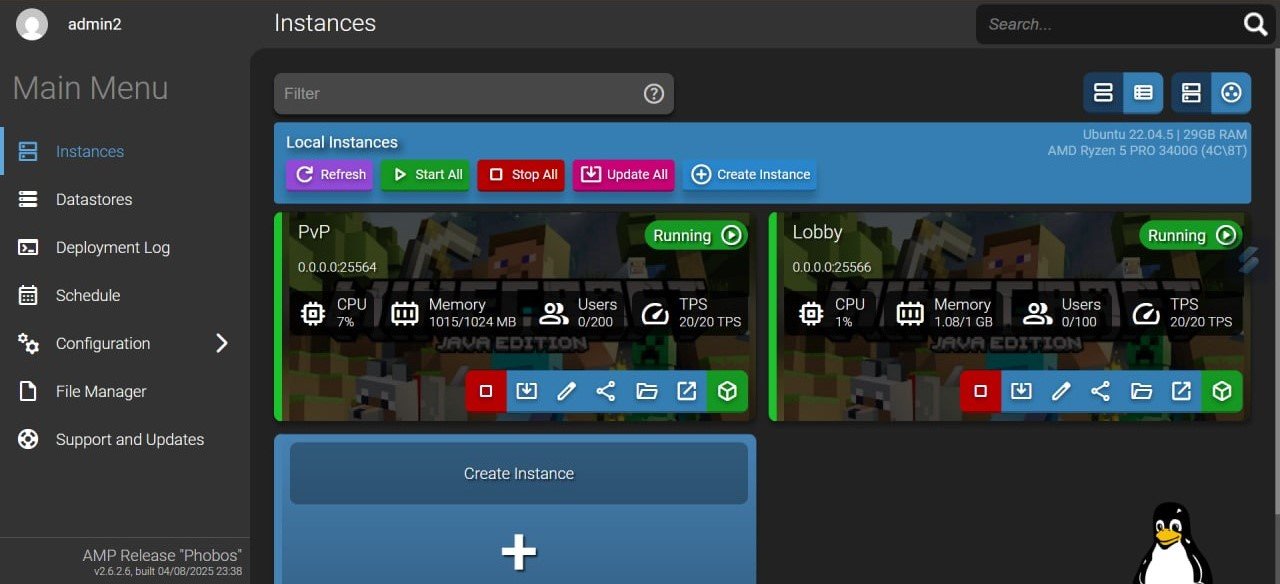 admin2
Instances
Search...
Main Menu
Instances
Datastores
Deployment Log
Schedule
Configuration
File Manager
Support and Updates
AMP Release "Phobos"
v2.6.2.6, built 04/08/2025 23:38
Filter
Local Instances
Ubuntu 22.04.5 | 29GB RAM
AMD Ryzen 5 PRO 3400G (4C\8T)
Refresh
Start All
Stop All
Update All
Create Instance
PvP
Running
0.0.0.0:25564
CPU
7%
Memory
1015/1024 MB
Users
0/200
TPS
20/20 TPS
MINECRAFT
JAVA EDITION
Lobby
Running
0.0.0.0:25566
CPU
1%
Memory
1.08/1 GB
Users
0/100
TPS
20/20 TPS
MINECRAFT
JAVA EDITION
Create Instance